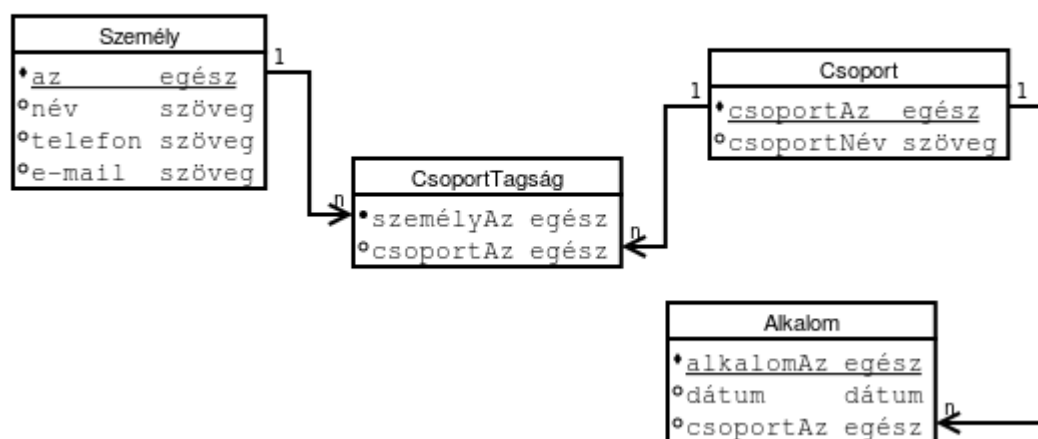 Személy
az egész
név szöveg
telefon szöveg
e-mail szöveg
1
n
CsoportTagság
személyAz egész
csoportAz egész
n
1
Csoport
csoportAz egész
csoportNév szöveg
1
Alkalom
alkalomAz egész
dátum dátum
csoportAz egész
n